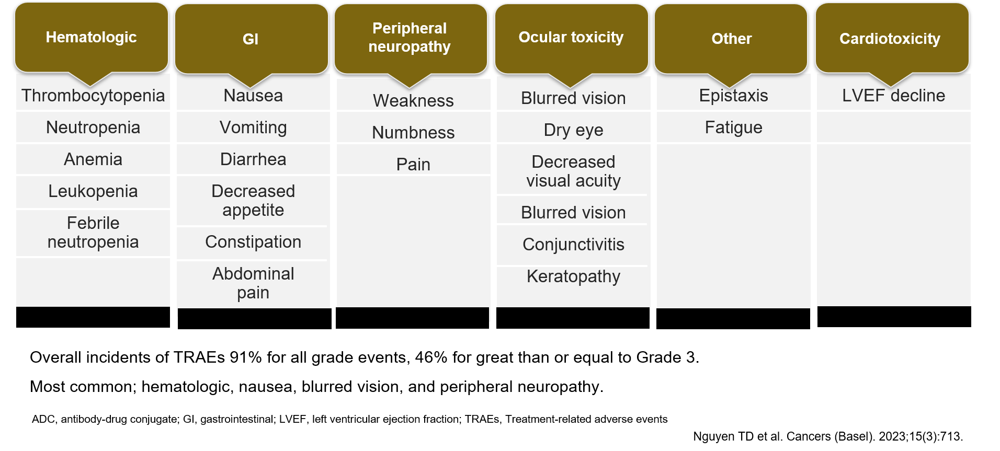 Hematologic
Thrombocytopenia
Neutropenia
Anemia
Leukopenia
Febrile
neutropenia
GI
Nausea
Vomiting
Diarrhea
Decreased
appetite
Constipation
Abdominal
pain
Peripheral
neuropathy
Weakness
Numbness
Pain
Ocular toxicity
Blurred vision
Dry eye
Decreased
visual acuity
Blurred vision
Conjunctivitis
Keratopathy
Other
Epistaxis
Fatigue
Cardiotoxicity
LVEF decline
Overall incidents of TRAEs 91% for all grade events, 46% for great than or equal to Grade 3.
Most common; hematologic, nausea, blurred vision, and peripheral neuropathy.
ADC, antibody-drug conjugate; GI, gastrointestinal; LVEF, left ventricular ejection fraction; TRAEs, Treatment-related adverse events
Nguyen TD et al. Cancers (Basel). 2023;15(3):713.